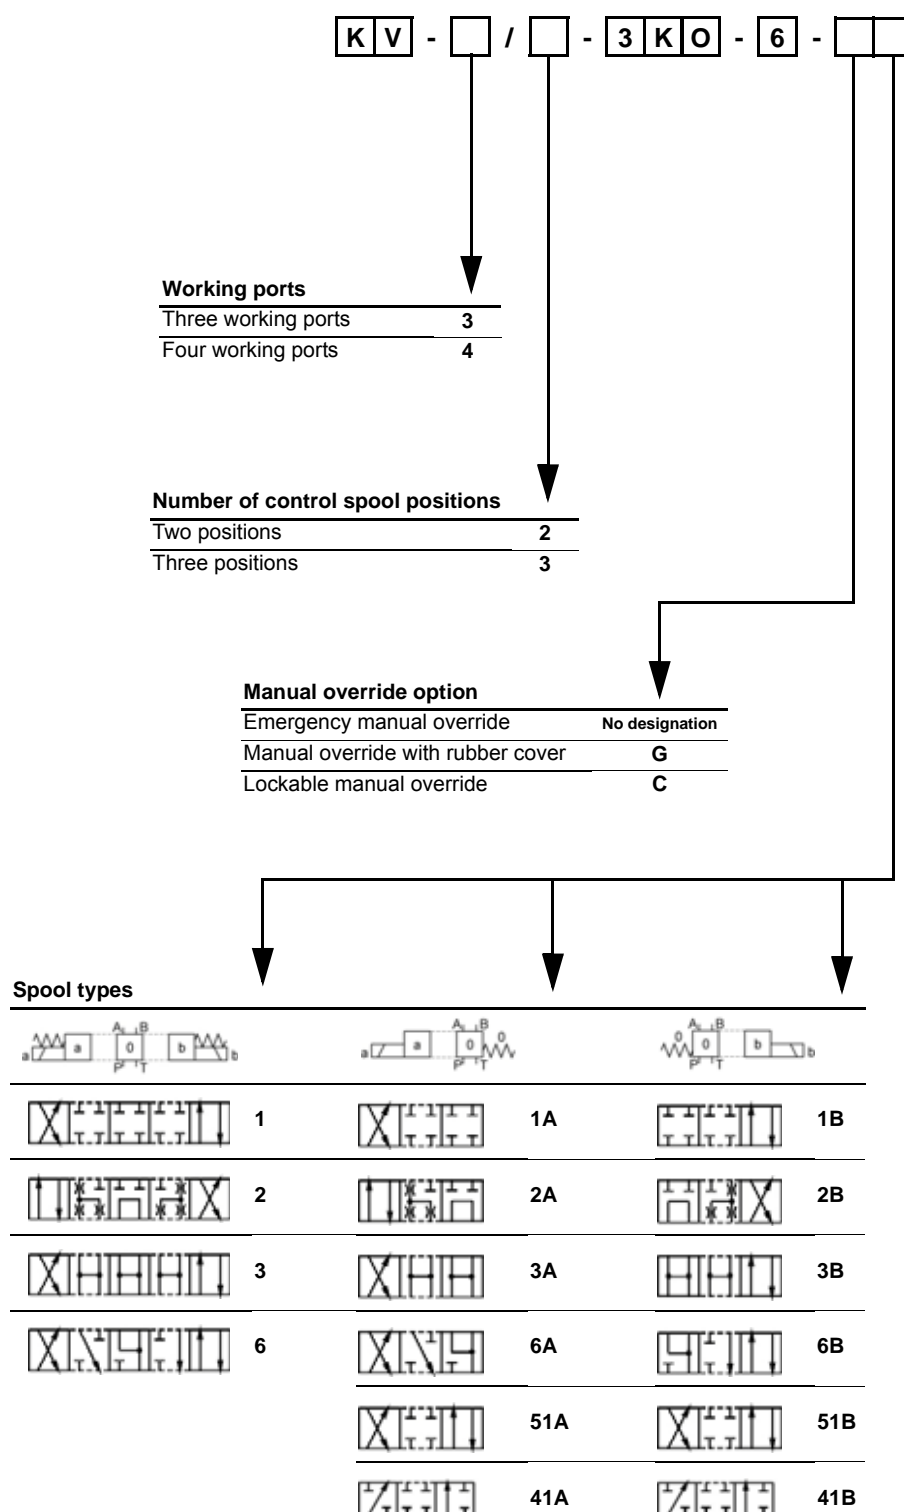 K V - / - 3 K O - 6 -
Working ports
Three working ports 3
Four working ports 4
Number of control spool positions
Two positions 2
Three positions 3
Manual override option
Emergency manual override No designation
Manual override with rubber cover G
Lockable manual override C
Spool types
A B A B A B
a a 0 b b a a 0 0 0 0 b b
P T P T P T
1 1A 1B
2 2A 2B
3 3A 3B
6 6A 6B
51A 51B
41A 41B